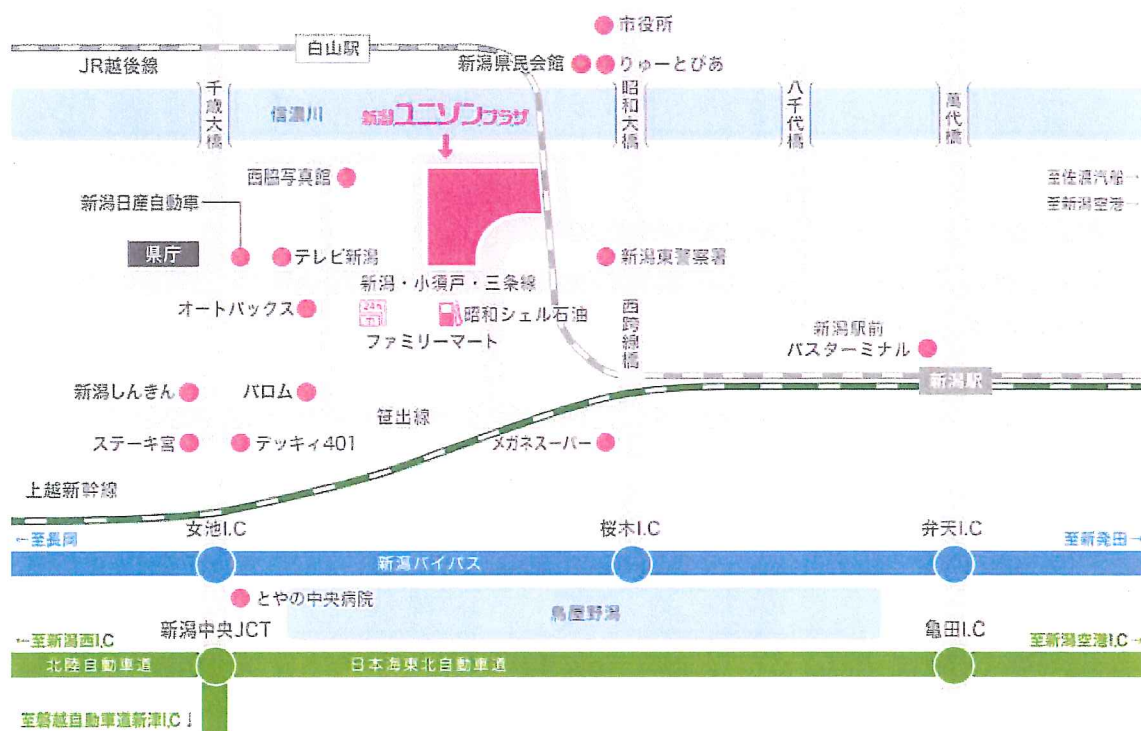 市役所
白山駅
新潟県民会館
りゅーとぴあ
JR越後線
千歳大橋
信濃川
新潟ユニゾンプラザ
昭和大橋
八千代橋
萬代橋
西脇写真館
至佐渡汽船→
新潟日産自動車
至新潟空港→
県庁
テレビ新潟
新潟東警察署
新潟・小須戸・三条線
オートバックス
24h
昭和シェル石油
西跨線橋
ファミリーマート
新潟駅前
バスターミナル
新潟駅
新潟しんきん
バロム
笹出線
ステーキ宮
デッキィ401
メガネスーパー
上越新幹線
女池I.C
桜木I.C
弁天I.C
←至長岡
至新発田→
新潟バイパス
とやの中央病院
鳥屋野潟
新潟中央JCT
亀田I.C
←至新潟西I.C
至新潟空港I.C→
北陸自動車道
日本海東北自動車道
至磐越自動車道新津I.C↓